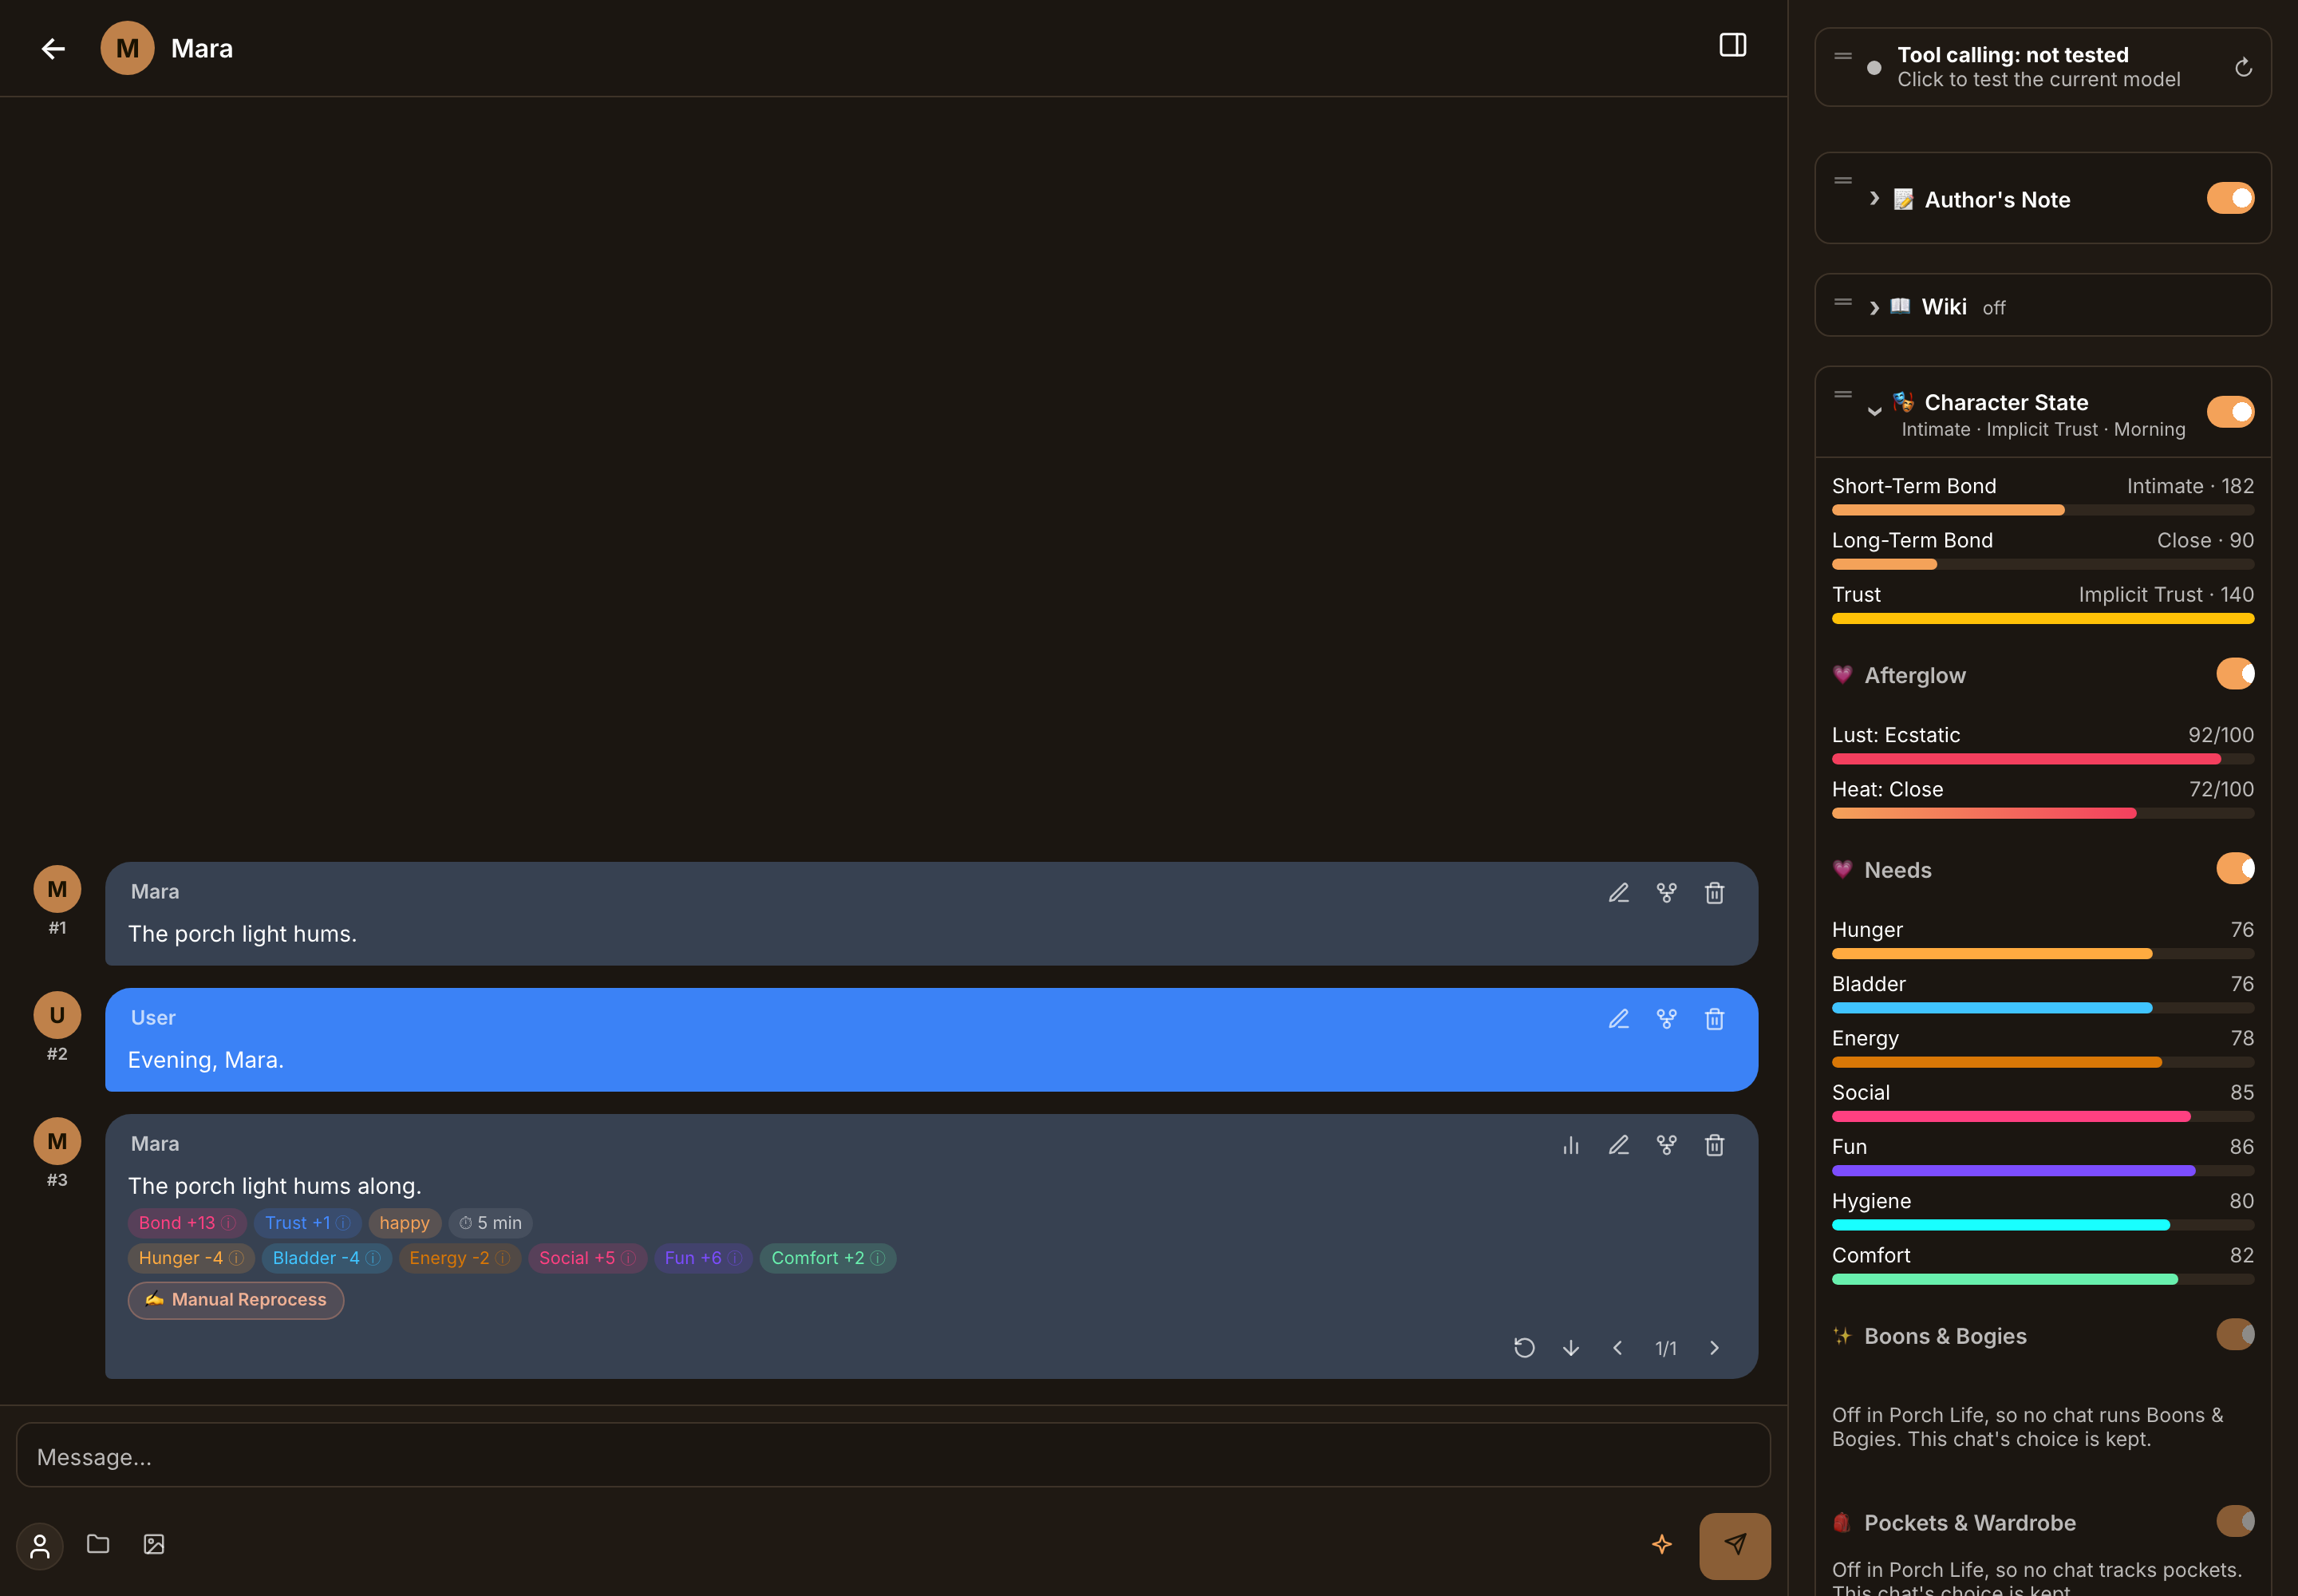 M Mara
M
#1
Mara
The porch light hums.
U
#2
User
Evening, Mara.
M
#3
Mara
The porch light hums along.
Bond +13 ⓘ Trust +1 ⓘ happy ⏱ 5 min
Hunger -4 ⓘ Bladder -4 ⓘ Energy -2 ⓘ Social +5 ⓘ Fun +6 ⓘ Comfort +2 ⓘ
✍️ Manual Reprocess
1/1
Message...
Tool calling: not tested
Click to test the current model
Author's Note
Wiki off
Character State
Intimate · Implicit Trust · Morning
Short-Term Bond Intimate · 182
Long-Term Bond Close · 90
Trust Implicit Trust · 140
Afterglow
Lust: Ecstatic 92/100
Heat: Close 72/100
Needs
Hunger 76
Bladder 76
Energy 78
Social 85
Fun 86
Hygiene 80
Comfort 82
Boons & Bogies
Off in Porch Life, so no chat runs Boons &
Bogies. This chat's choice is kept.
Pockets & Wardrobe
Off in Porch Life, so no chat tracks pockets.
This chat's choice is kept.